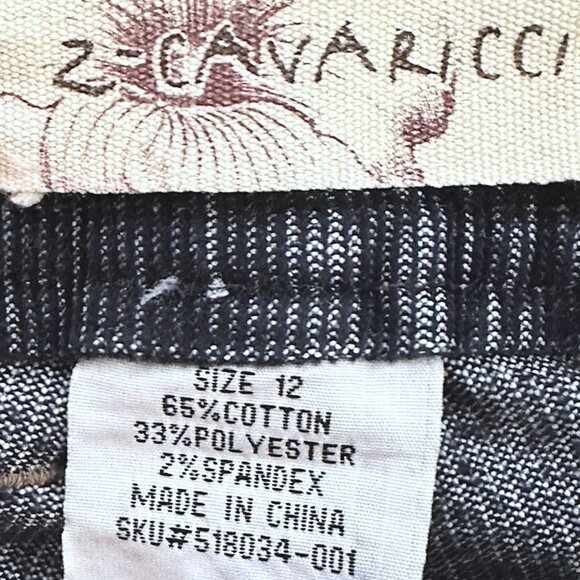 Z-CAVARICCI
SIZE 12
65%COTTON
33%POLYESTER
2%SPANDEX
MADE IN CHINA
SKU#518034-001